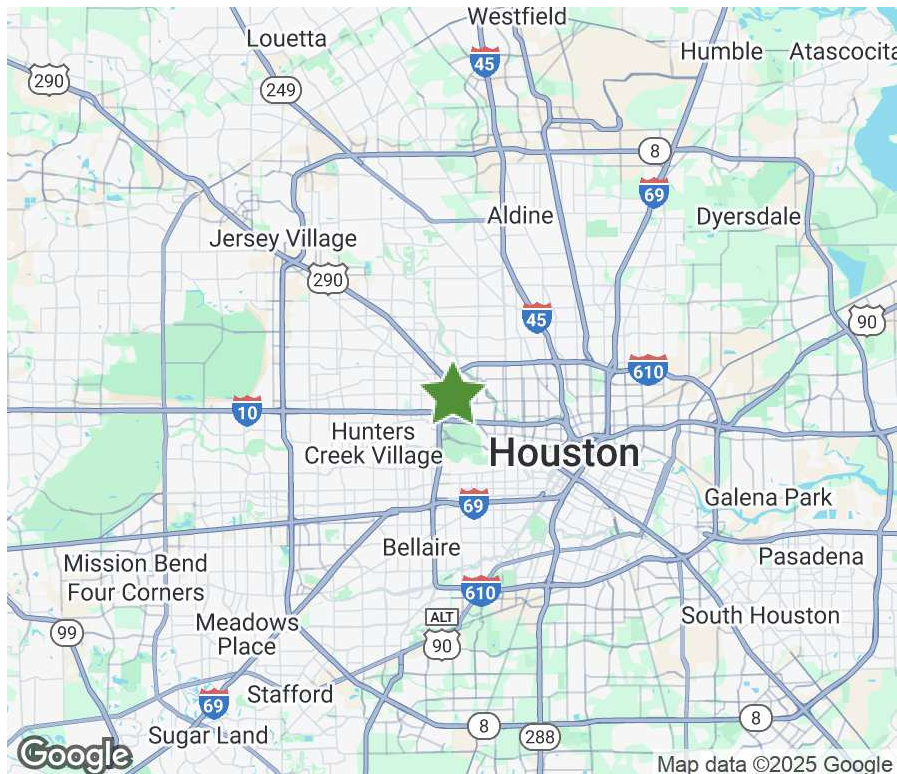 Westfield
Louetta
Humble
Atascocita
45
290
249
8
69
Aldine
Dyersdale
Jersey Village
290
45
90
610
10
Hunters
Creek Village
Houston
69
Galena Park
Bellaire
Pasadena
Mission Bend
Four Corners
610
ALT
90
South Houston
Meadows
Place
99
Stafford
69
8
8
288
Sugar Land
Google
Map data ©2025 Google